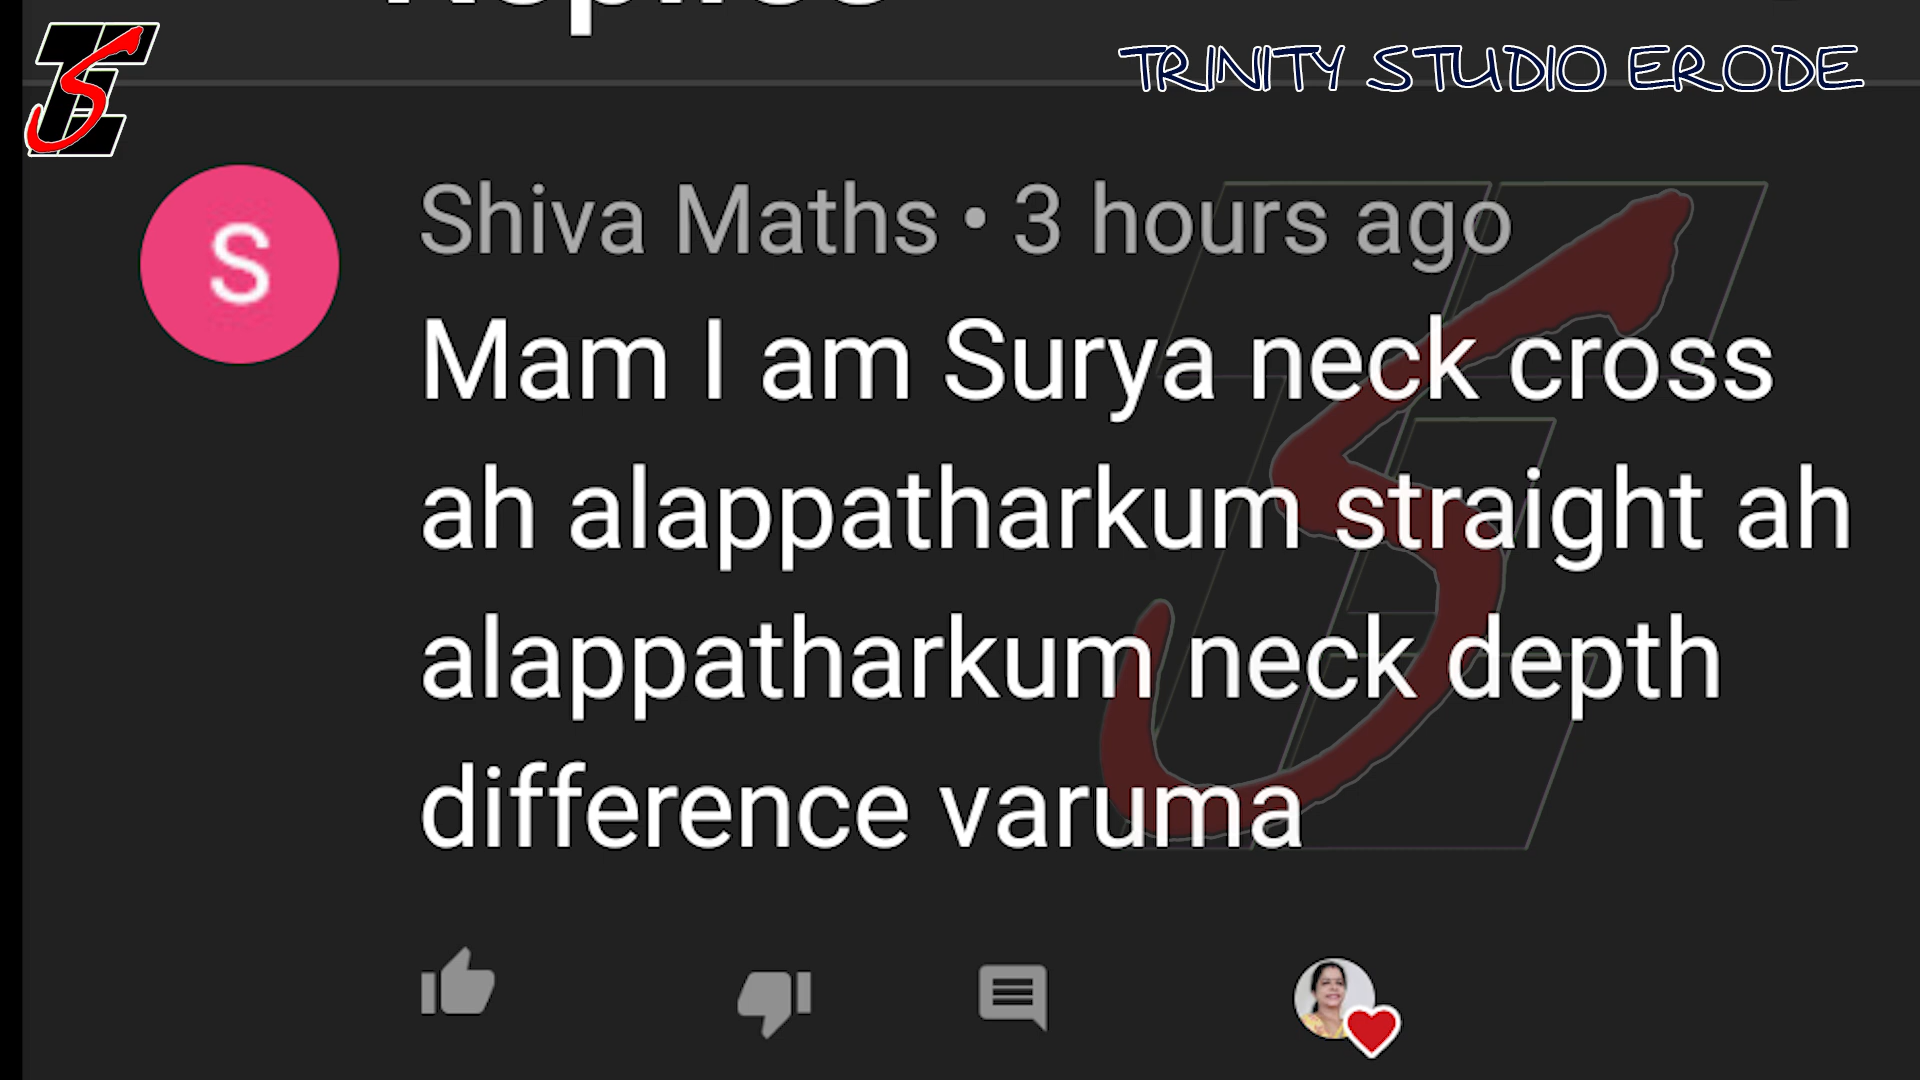 TRINITY STUDIO ERODE
S
Shiva Maths • 3 hours ago
Mam I am Surya neck cross
ah alappatharkum straight ah
alappatharkum neck depth
difference varuma